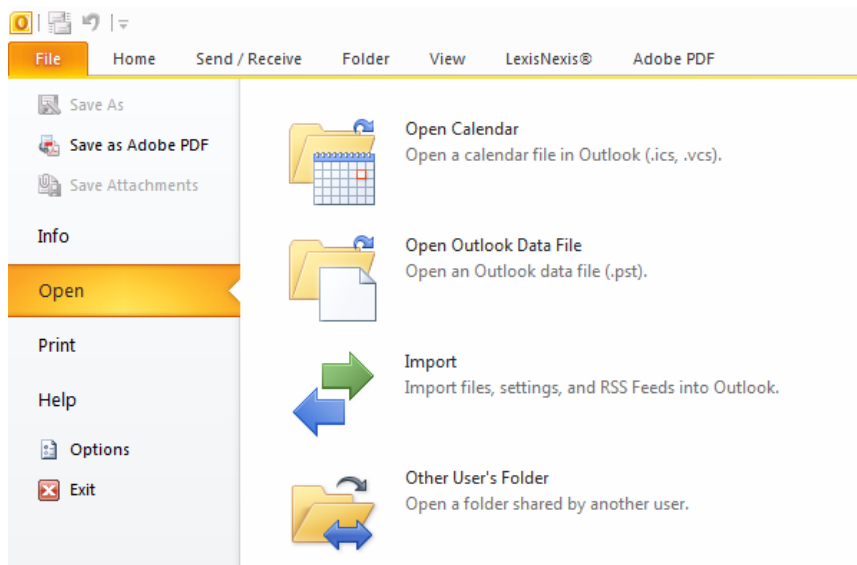 File Home Send / Receive Folder View LexisNexis® Adobe PDF
Save As
Save as Adobe PDF
Save Attachments
Info
Open
Print
Help
Options
Exit
Open Calendar
Open a calendar file in Outlook (.ics, .vcs).
Open Outlook Data File
Open an Outlook data file (.pst).
Import
Import files, settings, and RSS Feeds into Outlook.
Other User's Folder
Open a folder shared by another user.